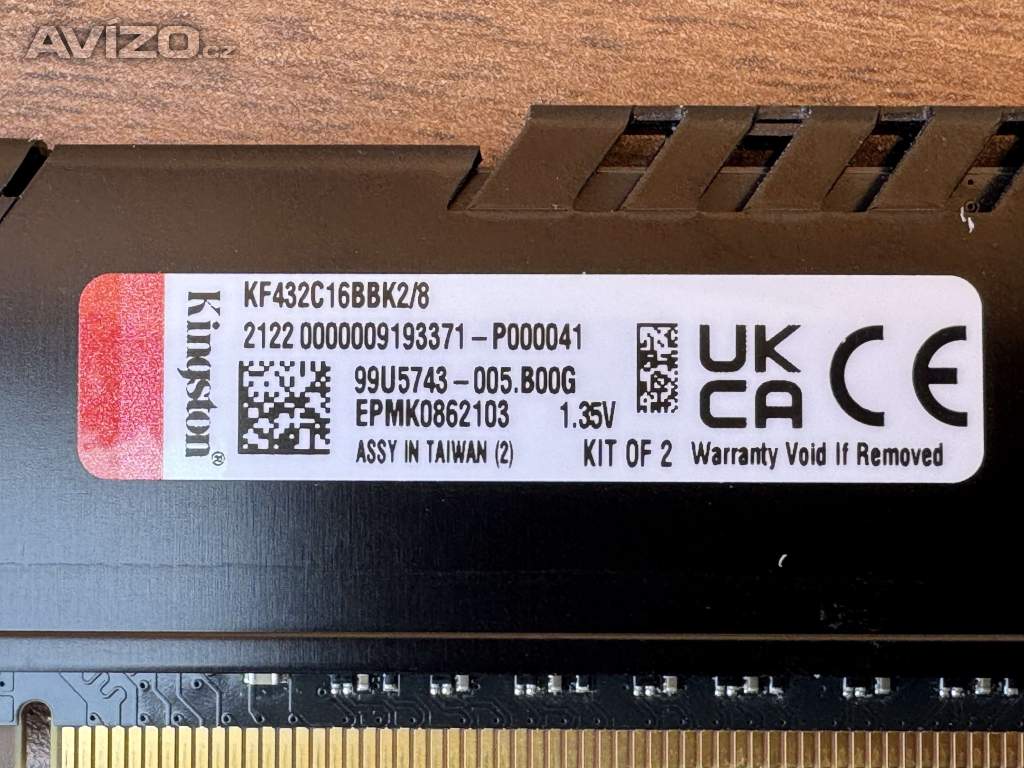 AVIZO.cz
Kingston®
KF432C16BBK2/8
2122 0000009193371-P000041
99U5743-005.B00G
EPMK0862103 1.35V
ASSY IN TAIWAN (2) KIT OF 2 Warranty Void If Removed
UK
CA
CE